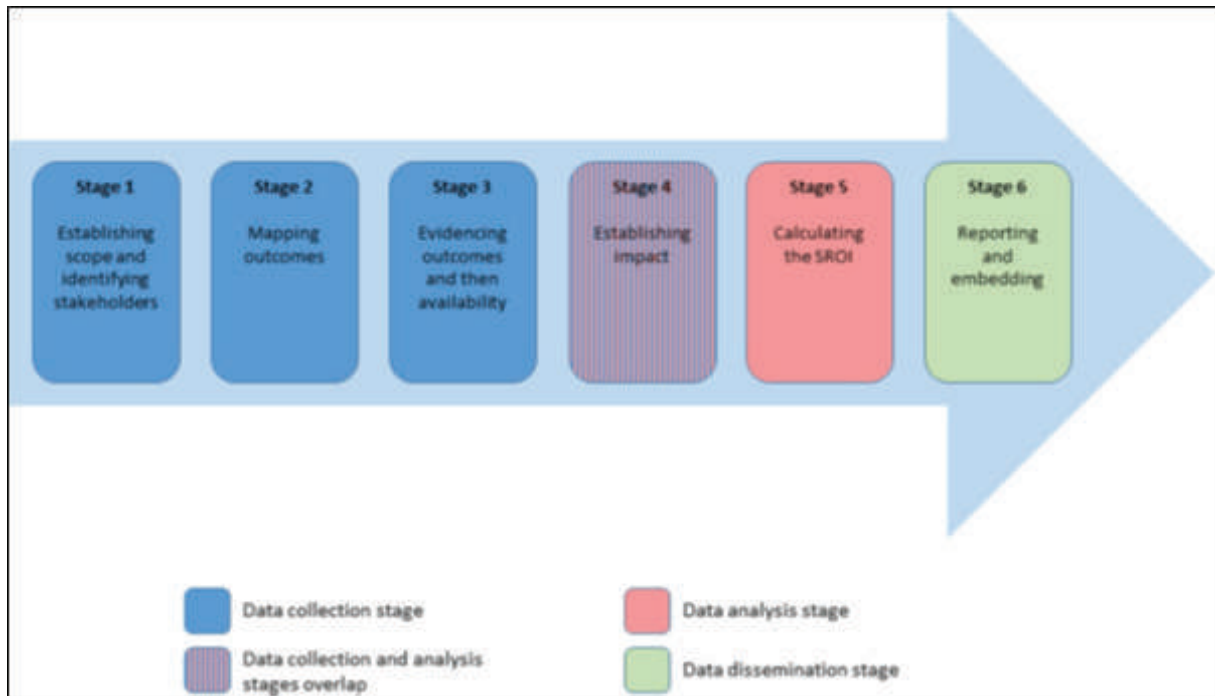 Stage 1
Establishing
scope and
identifying
stakeholders
Stage 2
Mapping
outcomes
Stage 3
Evidencing
outcomes
and then
availability
Stage 4
Establishing
impact
Stage 5
Calculating
the SROI
Stage 6
Reporting
and
embedding
Data collection stage
Data collection and analysis
stages overlap
Data analysis stage
Data dissemination stage